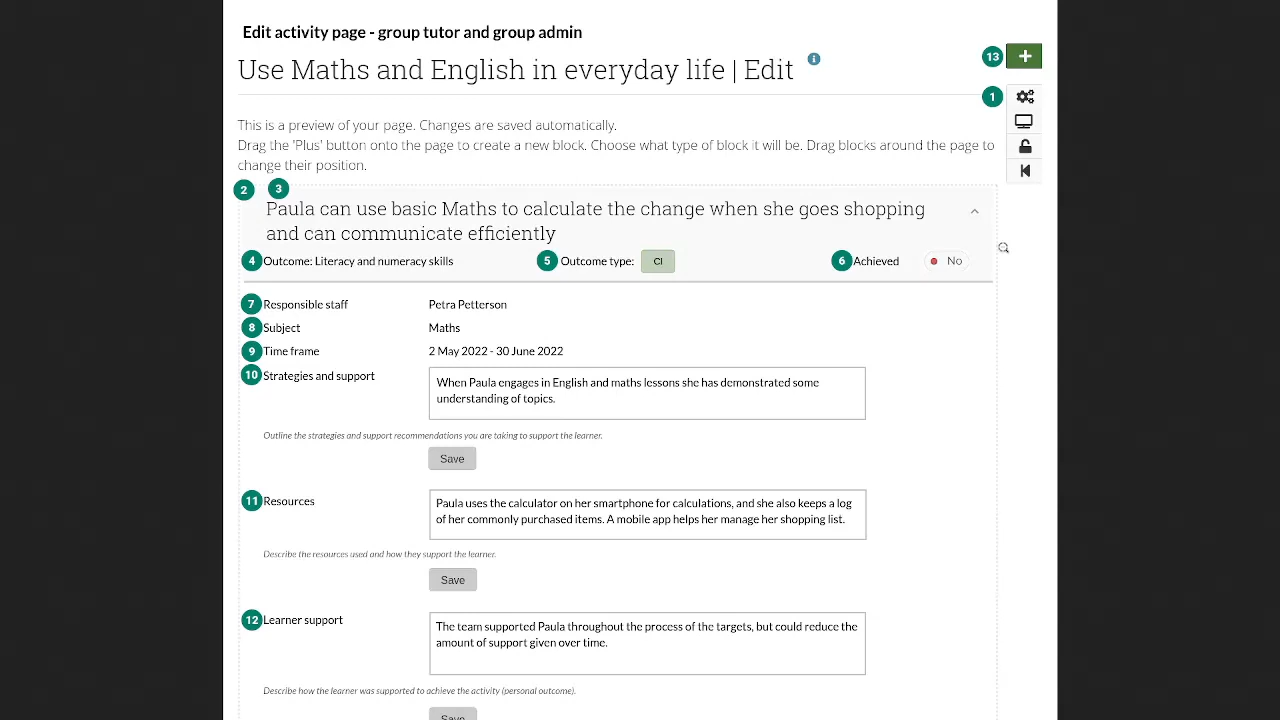 Edit activity page - group tutor and group admin
Use Maths and English in everyday life | Edit
13
1
This is a preview of your page. Changes are saved automatically.
Drag the 'Plus' button onto the page to create a new block. Choose what type of block it will be. Drag blocks around the page to
change their position.
2 3
Paula can use basic Maths to calculate the change when she goes shopping
and can communicate efficiently
4 Outcome: Literacy and numeracy skills 5 Outcome type: CI 6 Achieved No
7 Responsible staff Petra Petterson
8 Subject Maths
9 Time frame 2 May 2022 - 30 June 2022
10 Strategies and support When Paula engages in English and maths lessons she has demonstrated some
understanding of topics.
Outline the strategies and support recommendations you are taking to support the learner.
Save
11 Resources Paula uses the calculator on her smartphone for calculations, and she also keeps a log
of her commonly purchased items. A mobile app helps her manage her shopping list.
Describe the resources used and how they support the learner.
Save
12 Learner support The team supported Paula throughout the process of the targets, but could reduce the
amount of support given over time.
Describe how the learner was supported to achieve the activity (personal outcome).
Save